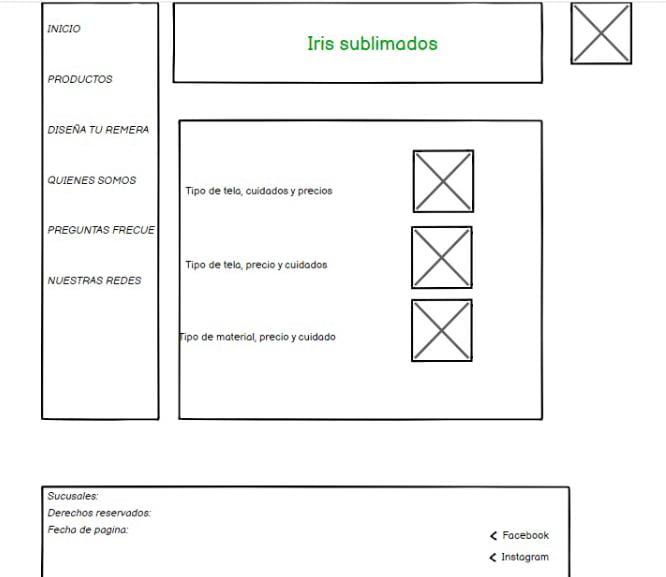 INICIO
PRODUCTOS
DISEÑA TU REMERA
QUIENES SOMOS
PREGUNTAS FRECUE
NUESTRAS REDES
Iris sublimados
Tipo de tela, cuidados y precios
Tipo de tela, precio y cuidados
Tipo de material, precio y cuidado
Sucusales:
Derechos reservados:
Fecha de pagina:
Facebook
Instagram